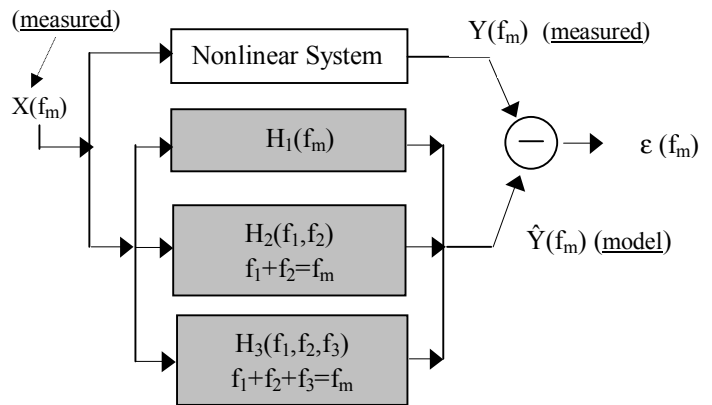 (measured)
X(fₘ)
Nonlinear System
Y(fₘ) (measured)
H₁(fₘ)
−
ε (fₘ)
H₂(f₁,f₂)
f₁+f₂=fₘ
Ŷ(fₘ) (model)
H₃(f₁,f₂,f₃)
f₁+f₂+f₃=fₘ